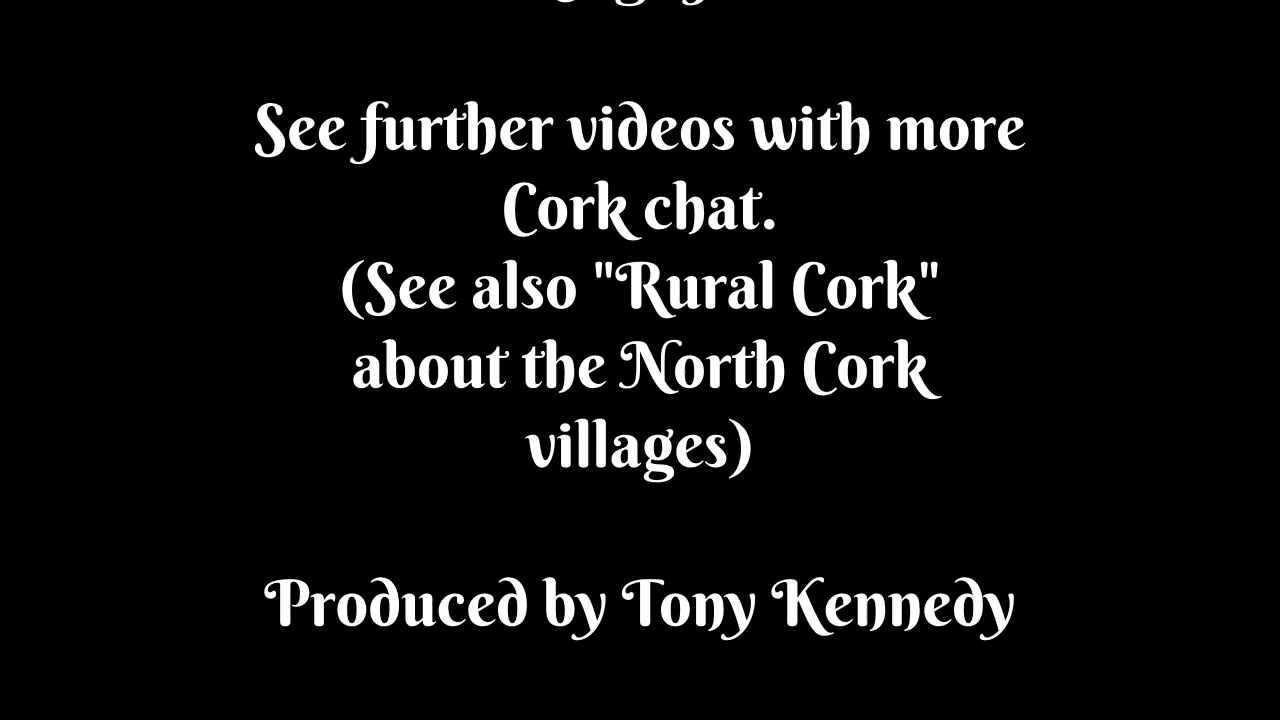 See further videos with more
Cork chat.
(See also "Rural Cork"
about the North Cork
villages)
Produced by Tony Kennedy